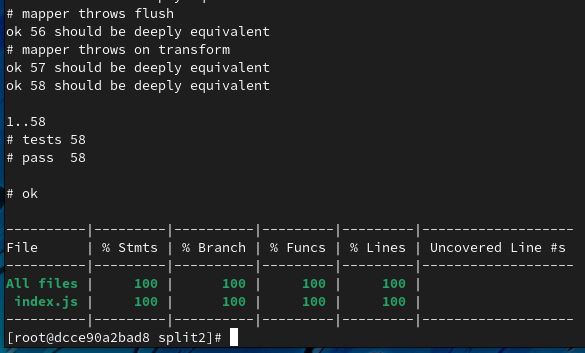 # mapper throws flush
ok 56 should be deeply equivalent
# mapper throws on transform
ok 57 should be deeply equivalent
ok 58 should be deeply equivalent
1..58
# tests 58
# pass  58
# ok
----------|---------|----------|---------|---------|-------------------
File      | % Stmts | % Branch | % Funcs | % Lines | Uncovered Line #s
----------|---------|----------|---------|---------|-------------------
All files |     100 |      100 |     100 |     100 |
 index.js |     100 |      100 |     100 |     100 |
----------|---------|----------|---------|---------|-------------------
[root@dcce90a2bad8 split2]#